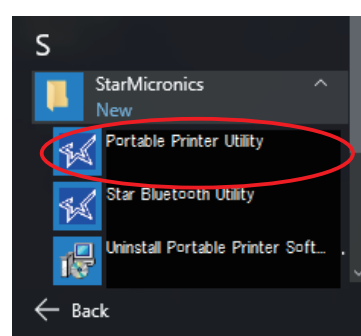 S
StarMicronics
New
Portable Printer Utility
Star Bluetooth Utility
Uninstall Portable Printer Soft...
Back